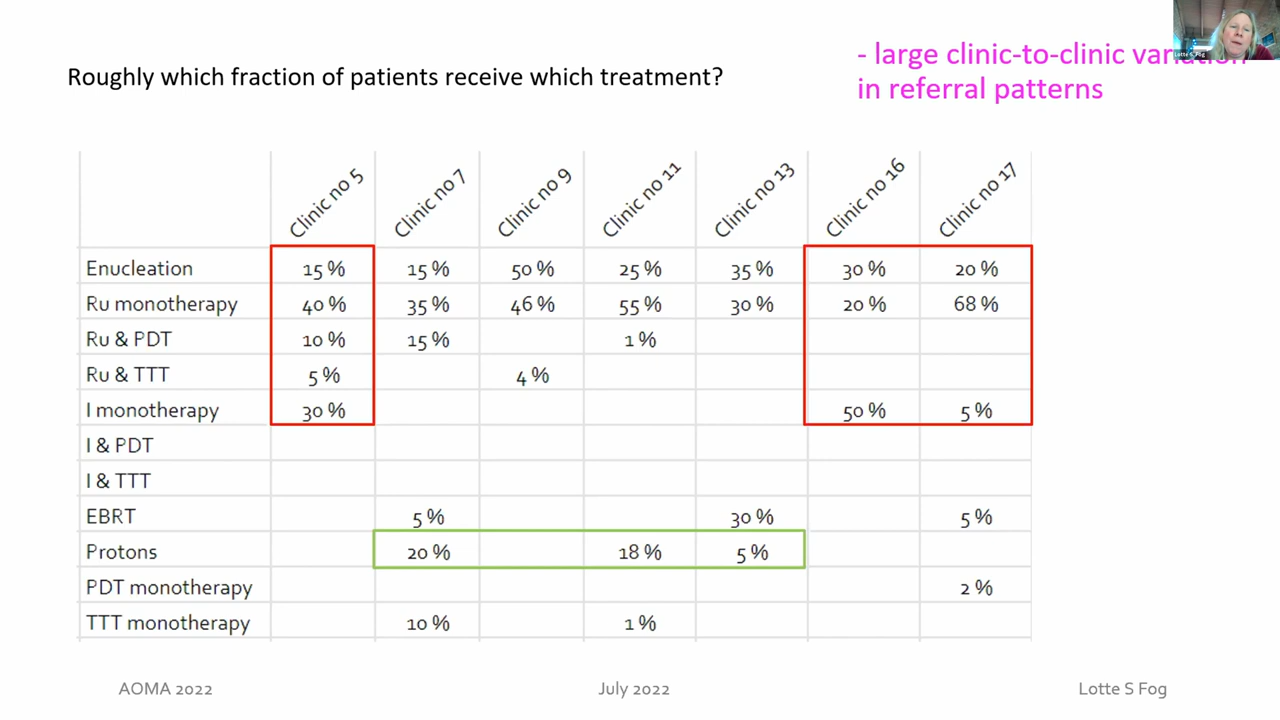 - large clinic-to-clinic variation
in referral patterns
Lotte S Fog
Roughly which fraction of patients receive which treatment?
Clinic no 5 Clinic no 7 Clinic no 9 Clinic no 11 Clinic no 13 Clinic no 16 Clinic no 17
Enucleation 15 % 15 % 50 % 25 % 35 % 30 % 20 %
Ru monotherapy 40 % 35 % 46 % 55 % 30 % 20 % 68 %
Ru & PDT 10 % 15 % 1 %
Ru & TTT 5 % 4 %
I monotherapy 30 % 50 % 5 %
I & PDT
I & TTT
EBRT 5 % 30 % 5 %
Protons 20 % 18 % 5 %
PDT monotherapy 2 %
TTT monotherapy 10 % 1 %
AOMA 2022 July 2022 Lotte S Fog